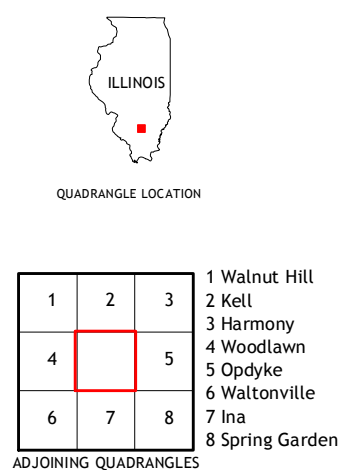 ILLINOIS
QUADRANGLE LOCATION
1 2 3
4 5
6 7 8
1 Walnut Hill
2 Kell
3 Harmony
4 Woodlawn
5 Opdyke
6 Waltonville
7 Ina
8 Spring Garden
ADJOINING QUADRANGLES